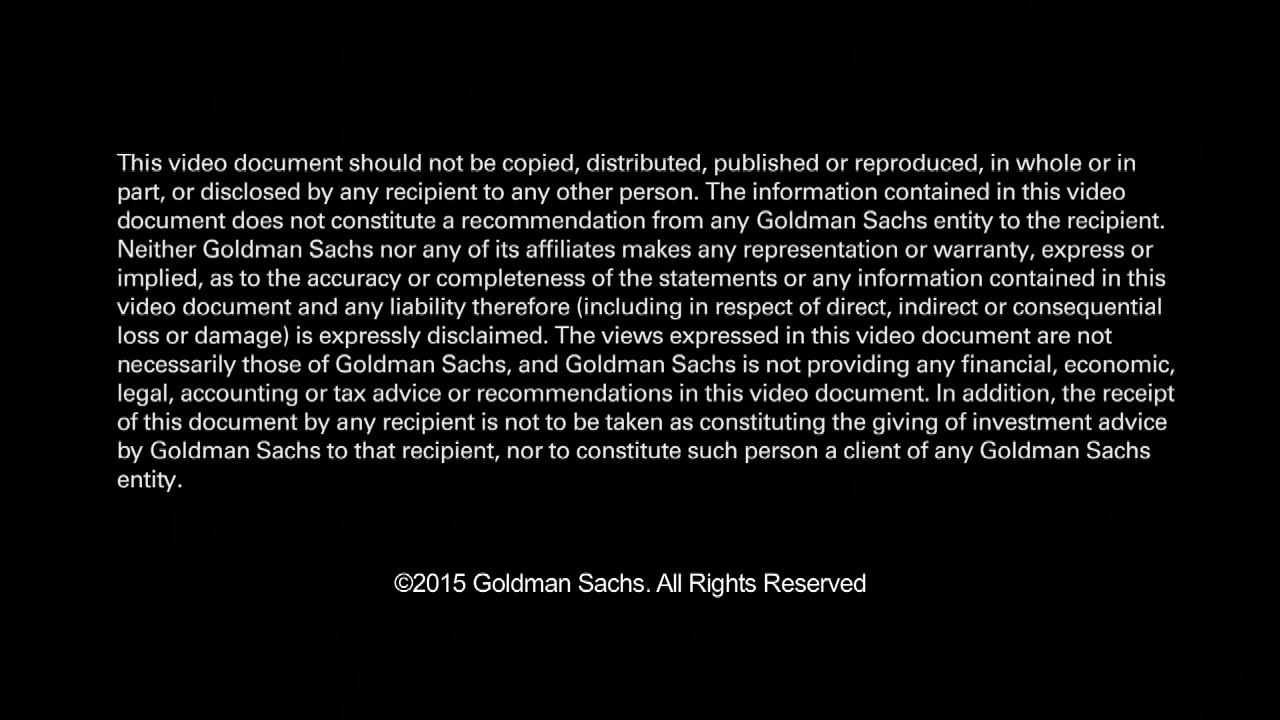 This video document should not be copied, distributed, published or reproduced, in whole or in
part, or disclosed by any recipient to any other person. The information contained in this video
document does not constitute a recommendation from any Goldman Sachs entity to the recipient.
Neither Goldman Sachs nor any of its affiliates makes any representation or warranty, express or
implied, as to the accuracy or completeness of the statements or any information contained in this
video document and any liability therefore (including in respect of direct, indirect or consequential
loss or damage) is expressly disclaimed. The views expressed in this video document are not
necessarily those of Goldman Sachs, and Goldman Sachs is not providing any financial, economic,
legal, accounting or tax advice or recommendations in this video document. In addition, the receipt
of this document by any recipient is not to be taken as constituting the giving of investment advice
by Goldman Sachs to that recipient, nor to constitute such person a client of any Goldman Sachs
entity.
©2015 Goldman Sachs. All Rights Reserved